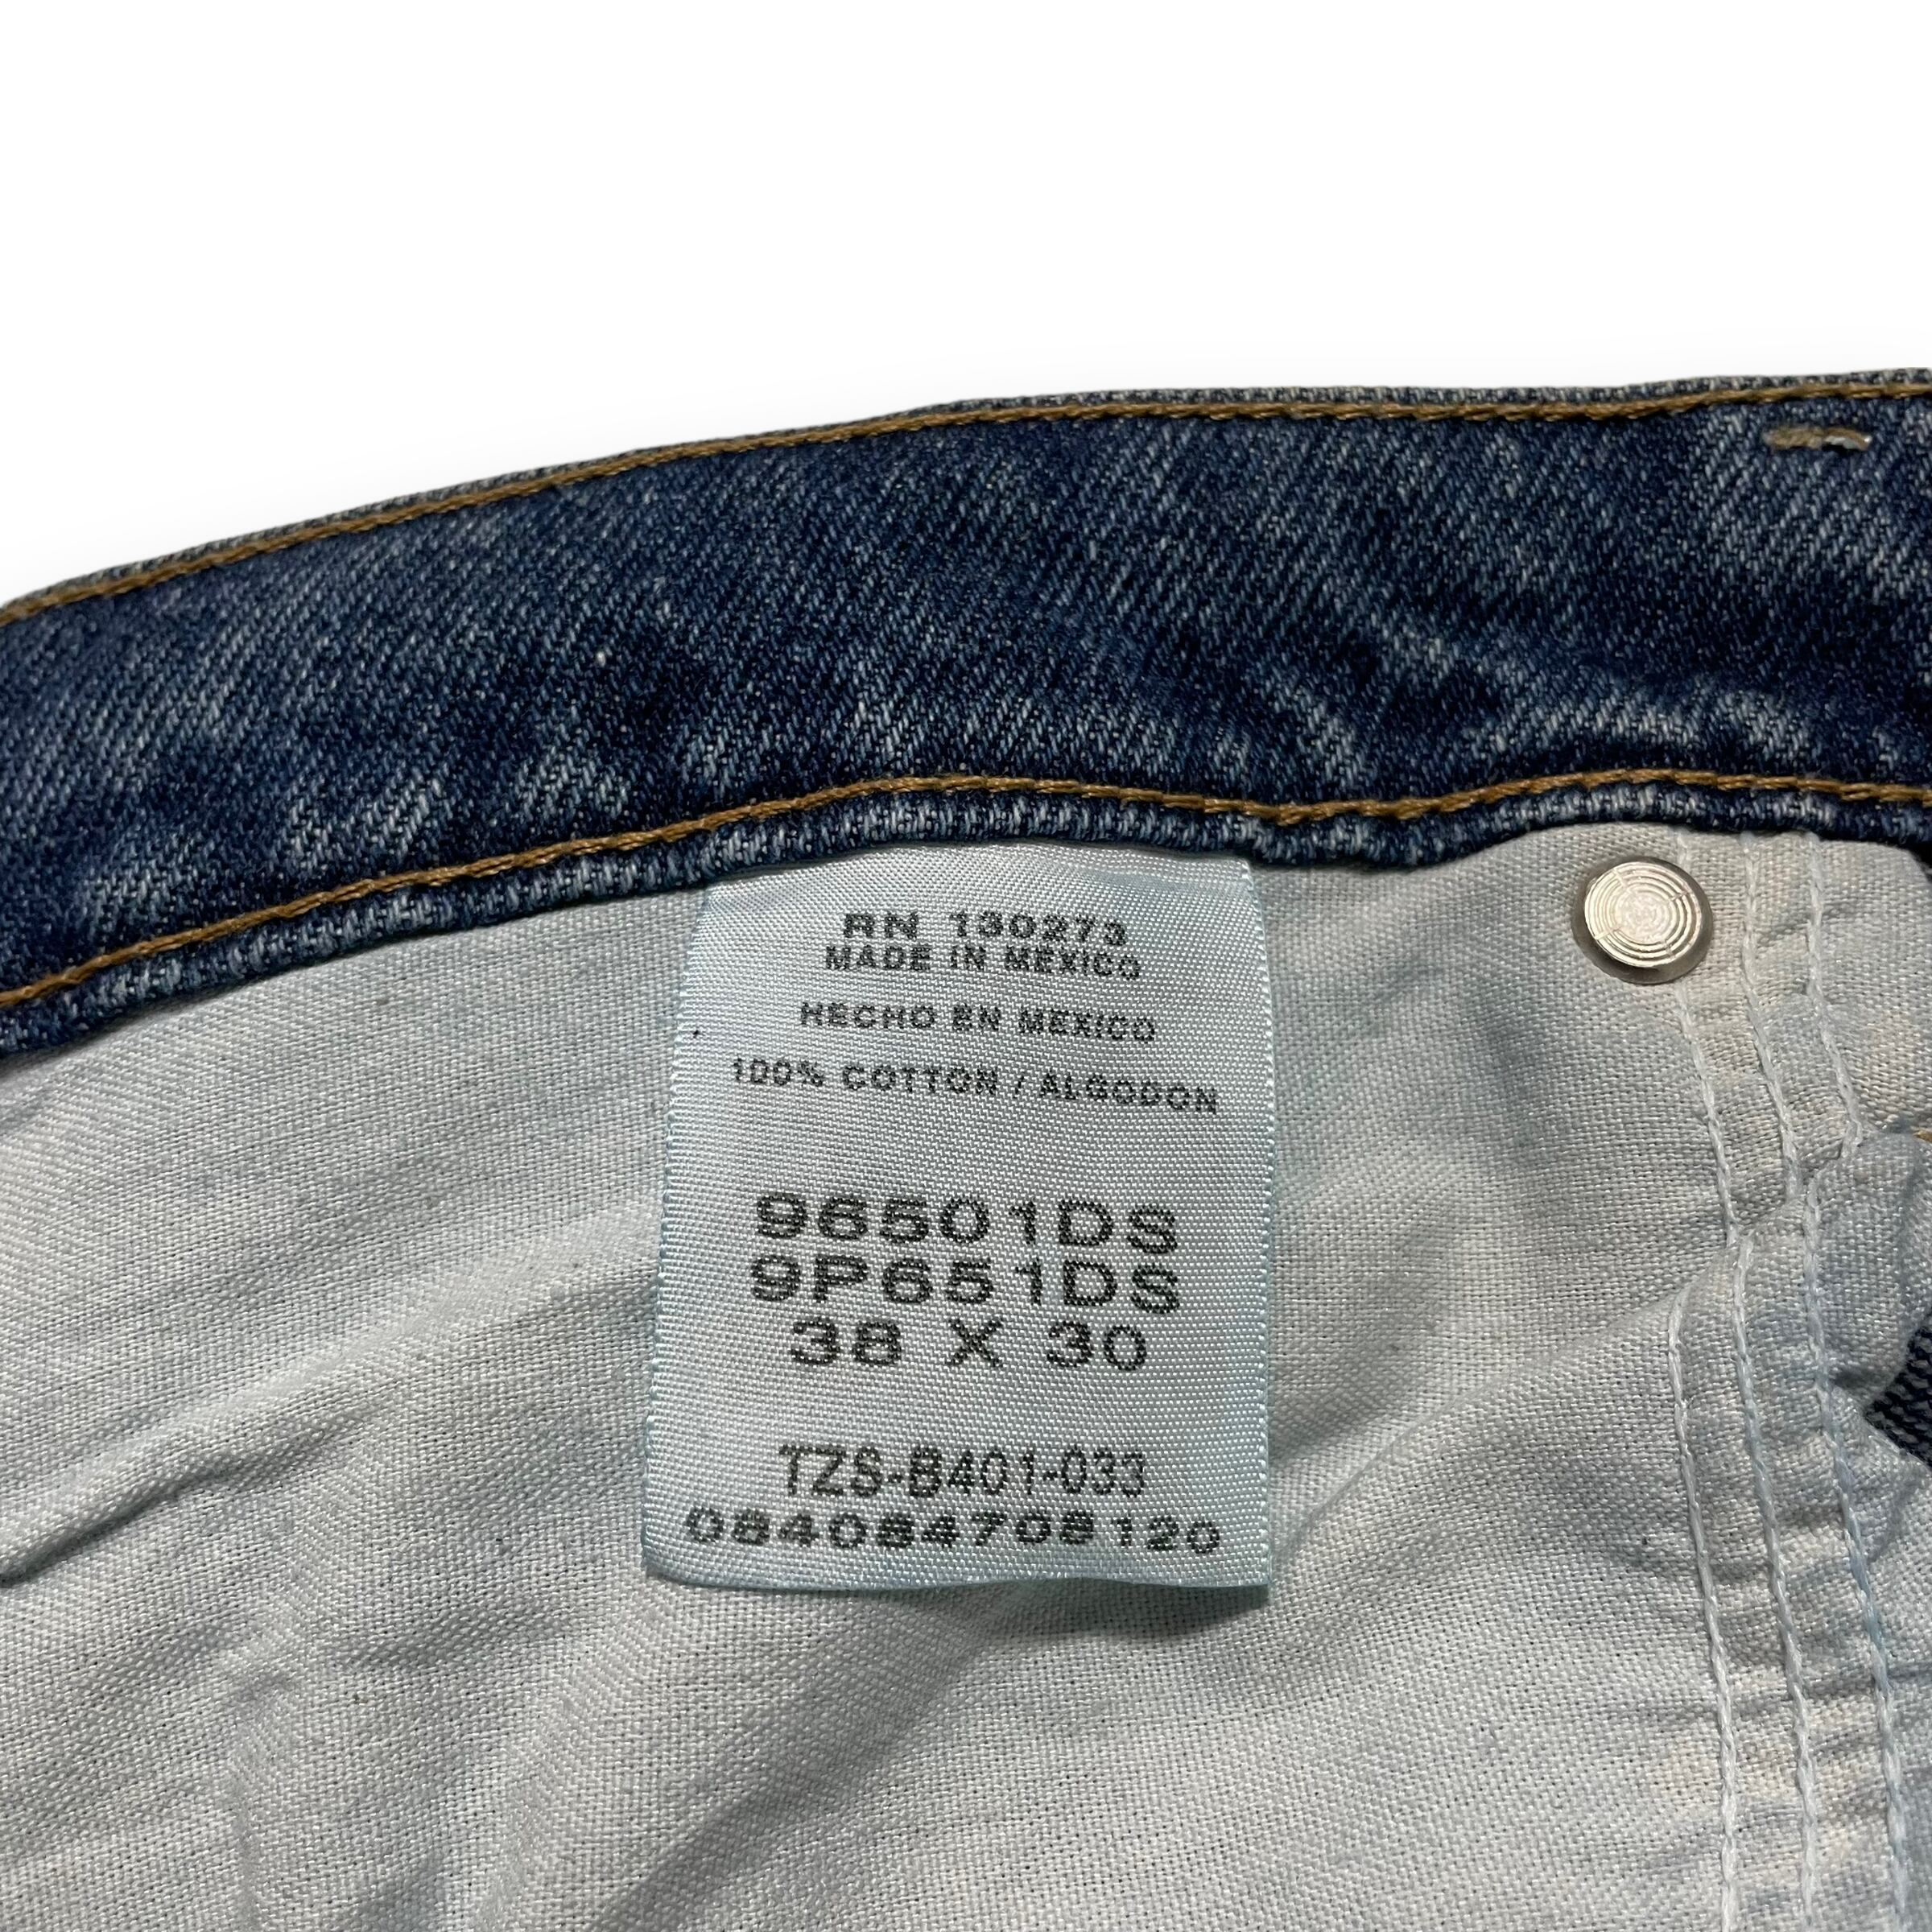 RN 130273
MADE IN MEXICO
HECHO EN MEXICO
100% COTTON / ALGODON
96501DS
9P651DS
38 X 30
TZS-B401-033
084084708120